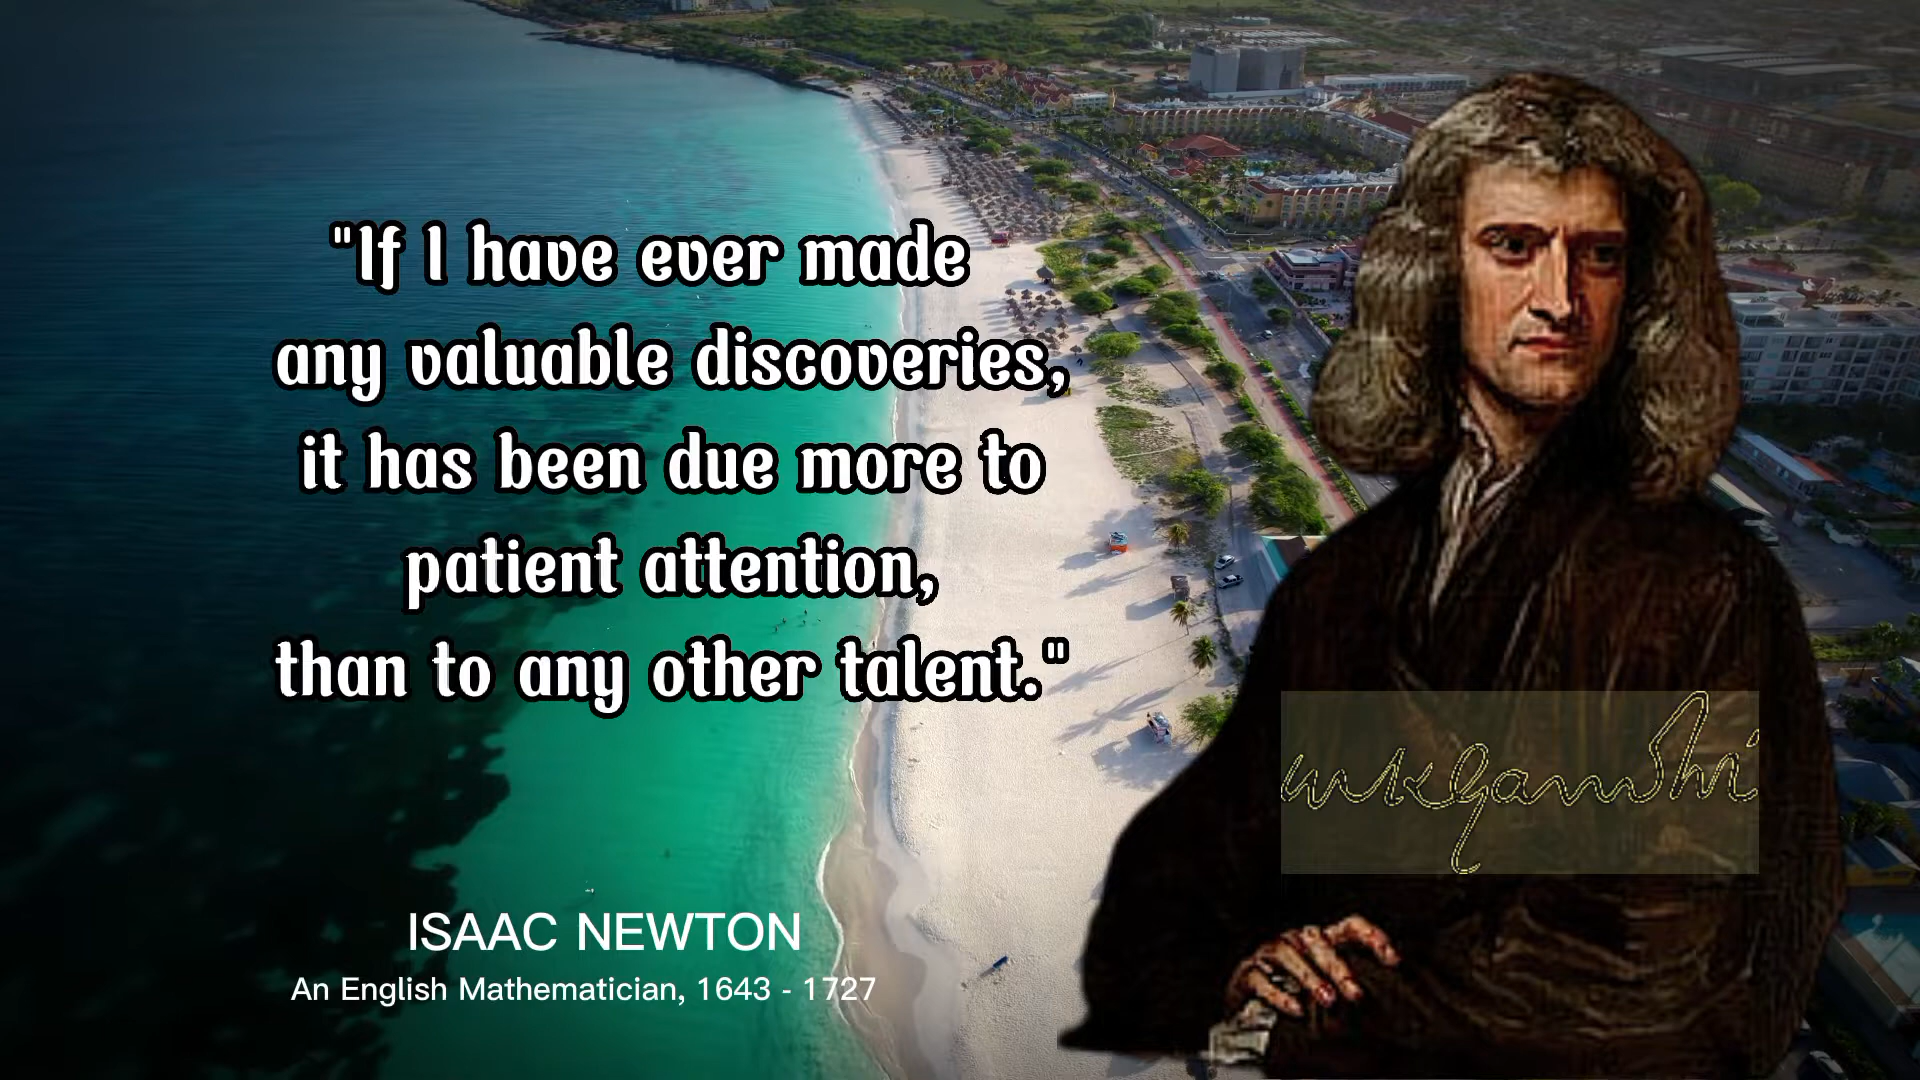 "If I have ever made
any valuable discoveries,
it has been due more to
patient attention,
than to any other talent."
mkgandhi
ISAAC NEWTON
An English Mathematician, 1643 - 1727